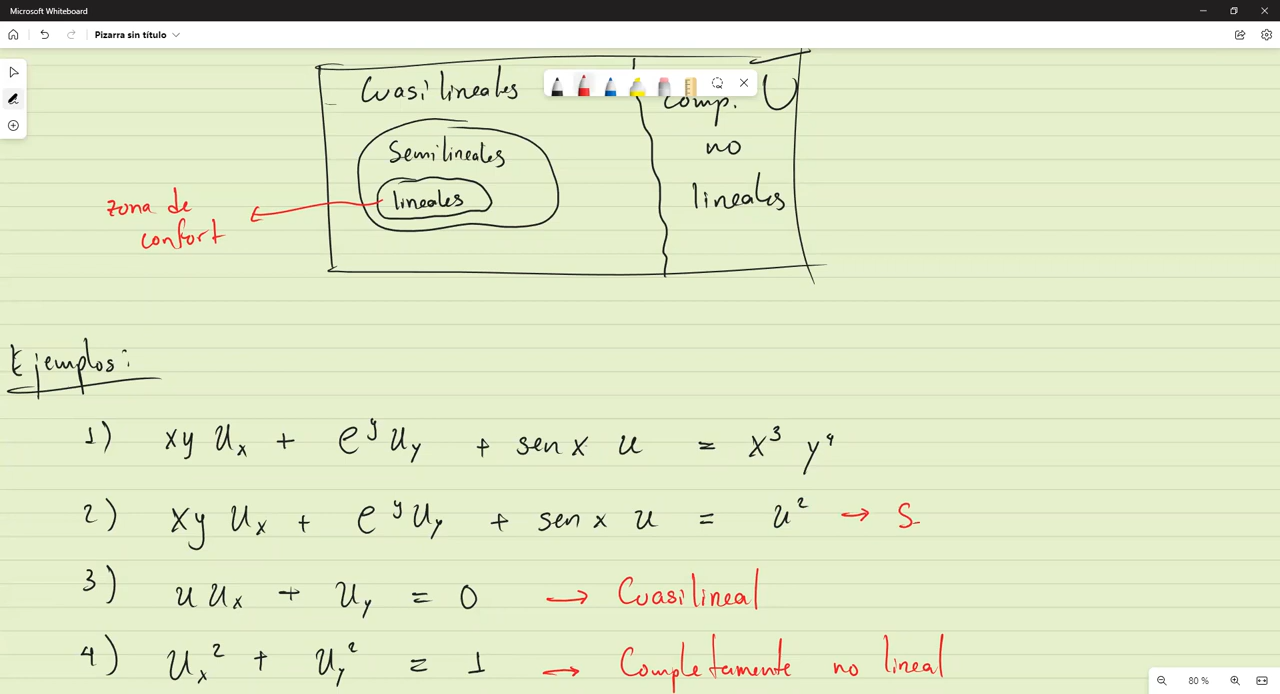 Microsoft Whiteboard
Pizarra sin título
Cuasilineales
Comp.
no
lineales
Semilineales
lineales
zona de
confort
Ejemplos:
1) xy u_x + e^y u_y + sen x u = x^3 y^4
2) xy u_x + e^y u_y + sen x u = u^2 → S
3) u u_x + u_y = 0 → Cuasilineal
4) u_x^2 + u_y^2 = 1 → Completamente no lineal
80 %